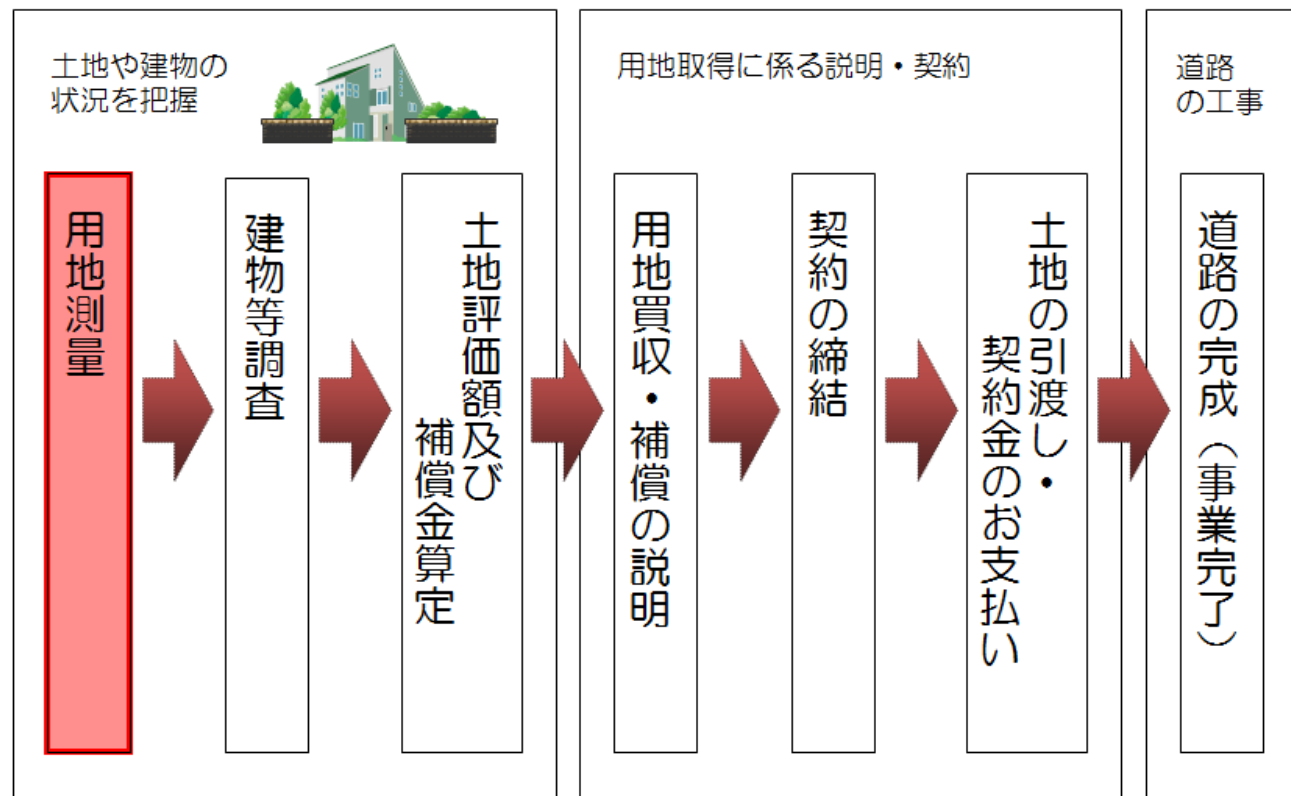 土地や建物の
状況を把握
用地測量
建物等調査
土地評価額及び
補償金算定
用地取得に係る説明・契約
用地買収・補償の説明
契約の締結
土地の引渡し・
契約金のお支払い
道路
の工事
道路の完成（事業完了）